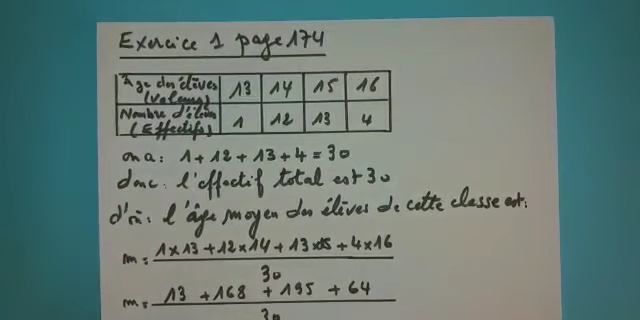 Exercice 1 page 174
Âge des élèves (Valeurs) 13 14 15 16
Nombre d'élèves (Effectifs) 1 12 13 4
on a : 1 + 12 + 13 + 4 = 30
donc : l'effectif total est 30
d'où : l'âge moyen des élèves de cette classe est :
m = 1×13 + 12×14 + 13×15 + 4×16
30
m = 13 + 168 + 195 + 64
30